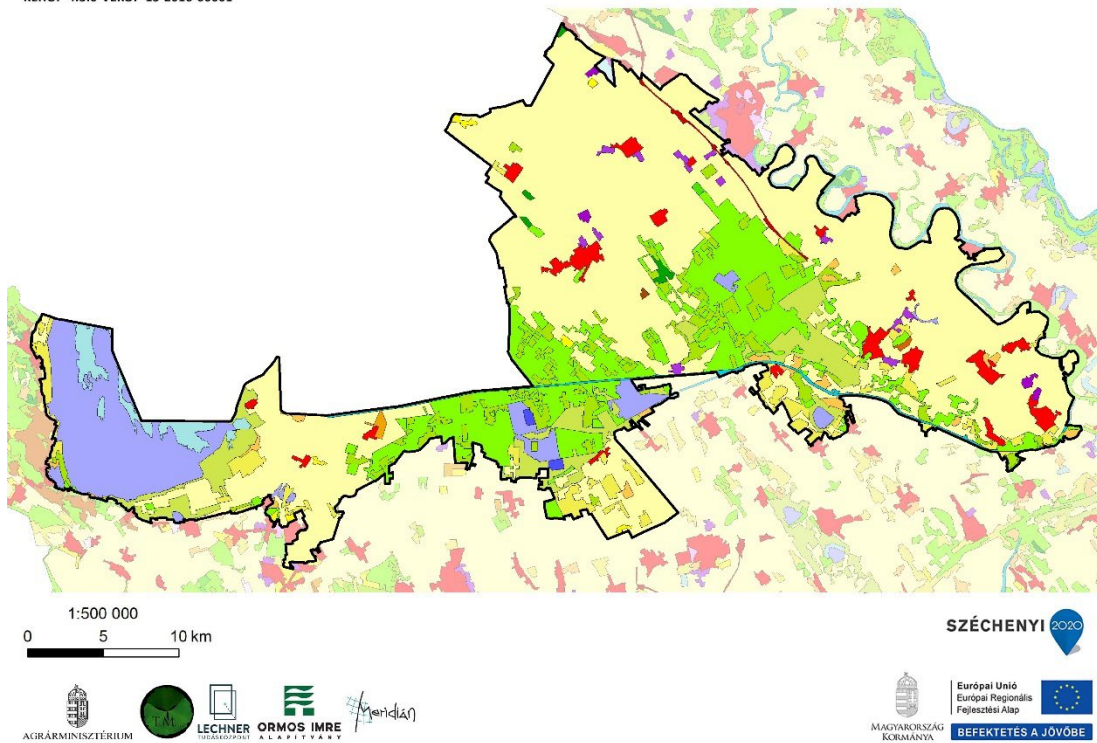 1:500 000
0 5 10 km
SZÉCHENYI 2020
AGRÁRMINISZTÉRIUM
T.M.
LECHNER
TUDÁSKÖZPONT
ORMOS IMRE
ALAPÍTVÁNY
Meridián
MAGYARORSZÁG
KORMÁNYA
Európai Unió
Európai Regionális
Fejlesztési Alap
BEFEKTETÉS A JÖVŐBE